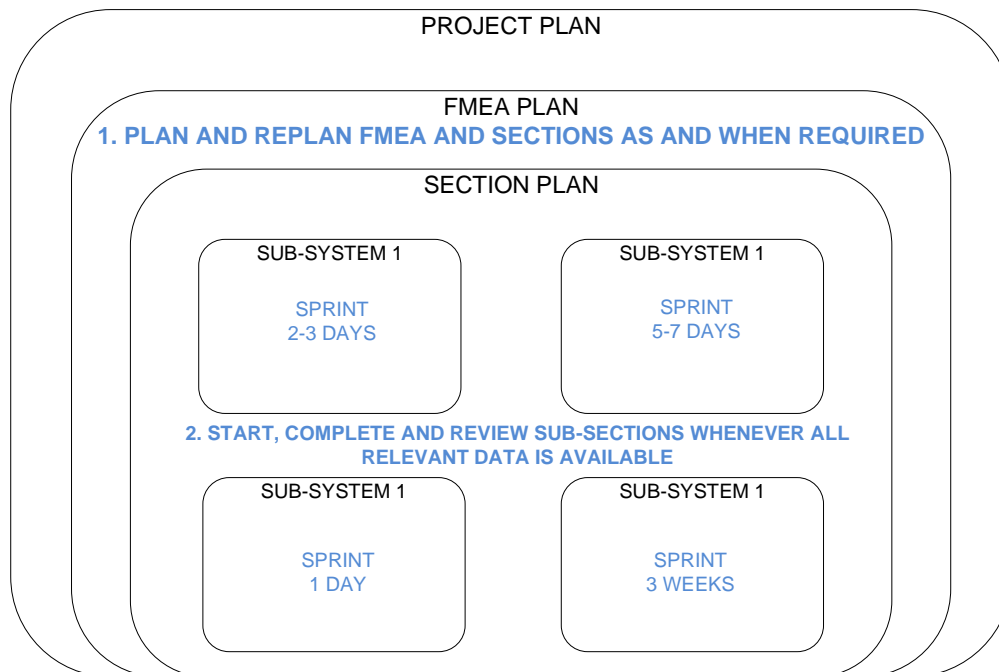 PROJECT PLAN
FMEA PLAN
1. PLAN AND REPLAN FMEA AND SECTIONS AS AND WHEN REQUIRED
SECTION PLAN
SUB-SYSTEM 1
SPRINT
2-3 DAYS
SUB-SYSTEM 1
SPRINT
5-7 DAYS
2. START, COMPLETE AND REVIEW SUB-SECTIONS WHENEVER ALL
RELEVANT DATA IS AVAILABLE
SUB-SYSTEM 1
SPRINT
1 DAY
SUB-SYSTEM 1
SPRINT
3 WEEKS